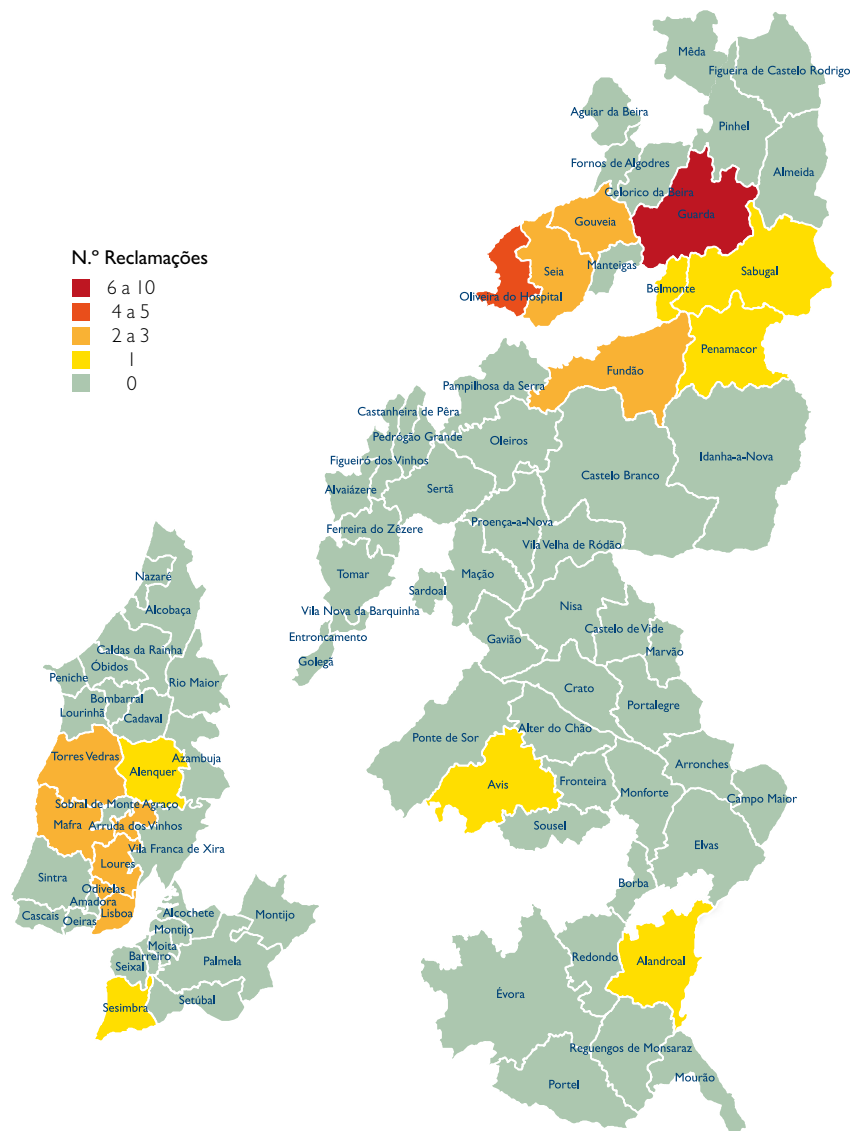 Mêda
Figueira de Castelo Rodrigo
Aguiar da Beira
Pinhel
Fornos de Algodres
Almeida
Celorico da Beira
Guarda
Gouveia
N.º Reclamações
6 a 10
4 a 5
2 a 3
1
0
Manteigas
Seia
Sabugal
Belmonte
Oliveira do Hospital
Penamacor
Fundão
Pampilhosa da Serra
Castanheira de Pêra
Pedrógão Grande
Oleiros
Idanha-a-Nova
Figueiró dos Vinhos
Castelo Branco
Alvaiázere
Sertã
Ferreira do Zêzere
Proença-a-Nova
Vila Velha de Ródão
Tomar
Mação
Sardoal
Vila Nova da Barquinha
Nisa
Castelo de Vide
Entroncamento
Gavião
Marvão
Golegã
Crato
Portalegre
Alter do Chão
Ponte de Sor
Arronches
Fronteira
Monforte
Avis
Campo Maior
Sousel
Elvas
Borba
Redondo
Alandroal
Évora
Reguengos de Monsaraz
Portel
Mourão
Nazaré
Alcobaça
Caldas da Rainha
Óbidos
Peniche
Rio Maior
Bombarral
Lourinhã
Cadaval
Torres Vedras
Azambuja
Alenquer
Sobral de Monte Agraço
Mafra
Arruda dos Vinhos
Vila Franca de Xira
Loures
Sintra
Odivelas
Amadora
Lisboa
Cascais
Oeiras
Alcochete
Montijo
Montijo
Moita
Barreiro
Seixal
Palmela
Setúbal
Sesimbra